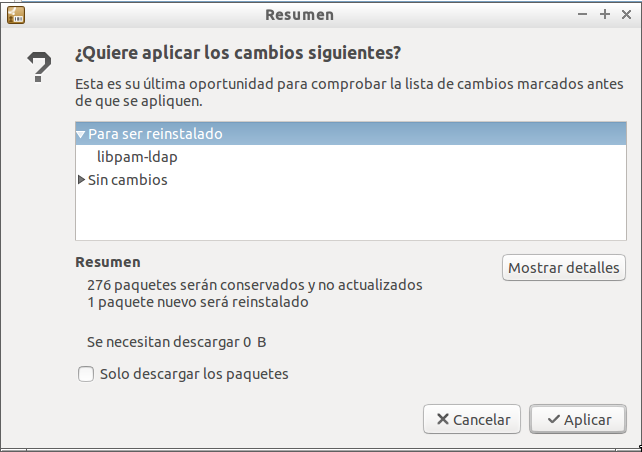 Resumen
¿Quiere aplicar los cambios siguientes?
Esta es su última oportunidad para comprobar la lista de cambios marcados antes
de que se apliquen.
Para ser reinstalado
libpam-ldap
Sin cambios
Resumen
Mostrar detalles
276 paquetes serán conservados y no actualizados
1 paquete nuevo será reinstalado
Se necesitan descargar 0 B
Solo descargar los paquetes
Cancelar
Aplicar